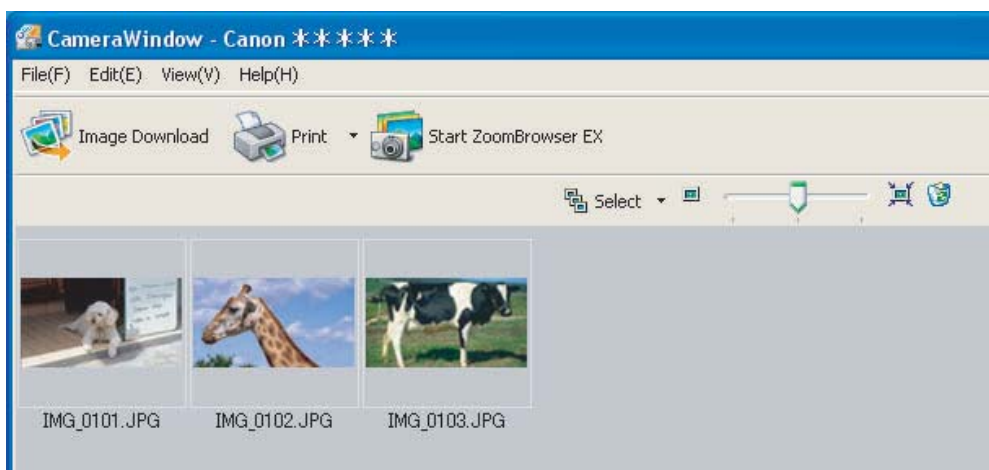 CameraWindow - Canon *****
File(F) Edit(E) View(V) Help(H)
Image Download Print Start ZoomBrowser EX
Select
IMG_0101.JPG IMG_0102.JPG IMG_0103.JPG